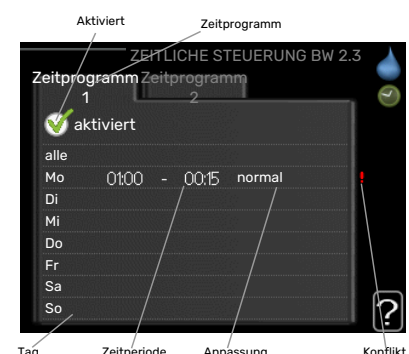 Aktiviert
Zeitprogramm
ZEITLICHE STEUERUNG BW 2.3
Zeitprogramm Zeitprogramm
1 2
aktiviert
alle
Mo 01:00 - 00:15 normal !
Di
Mi
Do
Fr
Sa
So
?
Tag Zeitperiode Anpassung Konflikt